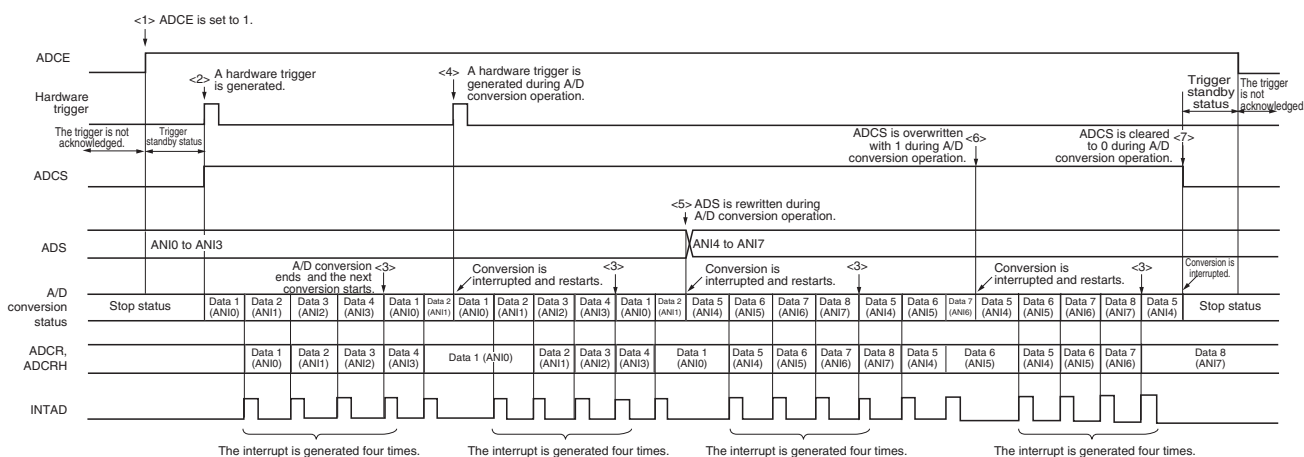 <1> ADCE is set to 1.
ADCE
<2> A hardware trigger
is generated.
<4> A hardware trigger is
generated during A/D
conversion operation.
Trigger
standby
status
The trigger
is not
acknowledged
Hardware
trigger
The trigger is not
acknowledged.
Trigger
standby status
ADCS is overwritten
with 1 during A/D
conversion operation.
<6>
ADCS is cleared
to 0 during A/D
conversion operation.
<7>
ADCS
<5> ADS is rewritten during
A/D conversion operation.
ADS
ANI0 to ANI3
ANI4 to ANI7
A/D conversion
ends and the next
conversion starts.
<3>
Conversion is
interrupted and restarts.
<3>
Conversion is
interrupted and restarts.
<3>
Conversion is
interrupted and restarts.
<3>
Conversion is
interrupted.
A/D
conversion
status
Stop status
Data 1 Data 2 Data 3 Data 4 Data 1 Data 2 Data 1 Data 2 Data 3 Data 4 Data 1 Data 2 Data 5 Data 6 Data 7 Data 8 Data 5 Data 6 Data 7 Data 5 Data 6 Data 7 Data 8 Data 5
(ANI0) (ANI1) (ANI2) (ANI3) (ANI0) (ANI1) (ANI0) (ANI1) (ANI2) (ANI3) (ANI0) (ANI1) (ANI4) (ANI5) (ANI6) (ANI7) (ANI4) (ANI5) (ANI6) (ANI4) (ANI5) (ANI6) (ANI7) (ANI4)
Stop status
ADCR,
ADCRH
Data 1 Data 2 Data 3 Data 4 Data 1 (ANI0) Data 2 Data 3 Data 4 Data 1 Data 5 Data 6 Data 7 Data 8 Data 5 Data 6 Data 5 Data 6 Data 7 Data 8
(ANI0) (ANI1) (ANI2) (ANI3) (ANI1) (ANI2) (ANI3) (ANI0) (ANI4) (ANI5) (ANI6) (ANI7) (ANI4) (ANI5) (ANI4) (ANI5) (ANI6) (ANI7)
INTAD
The interrupt is generated four times.
The interrupt is generated four times.
The interrupt is generated four times.
The interrupt is generated four times.